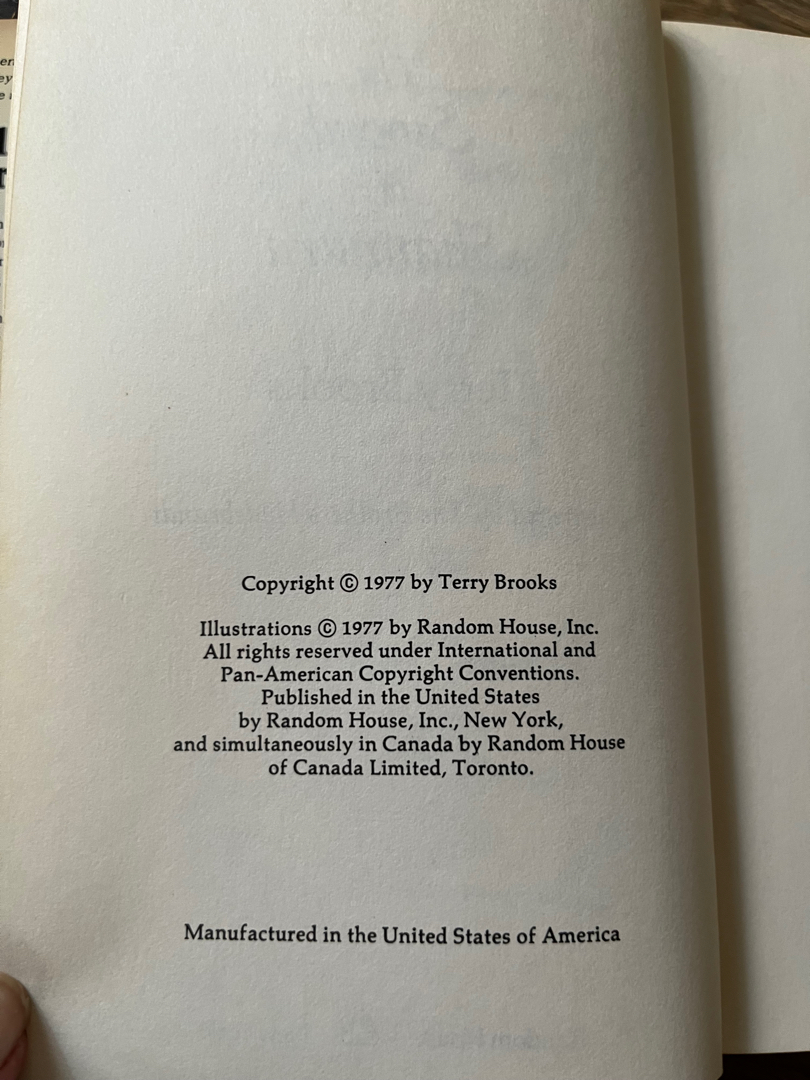 Copyright © 1977 by Terry Brooks
Illustrations © 1977 by Random House, Inc.
All rights reserved under International and
Pan-American Copyright Conventions.
Published in the United States
by Random House, Inc., New York,
and simultaneously in Canada by Random House
of Canada Limited, Toronto.
Manufactured in the United States of America